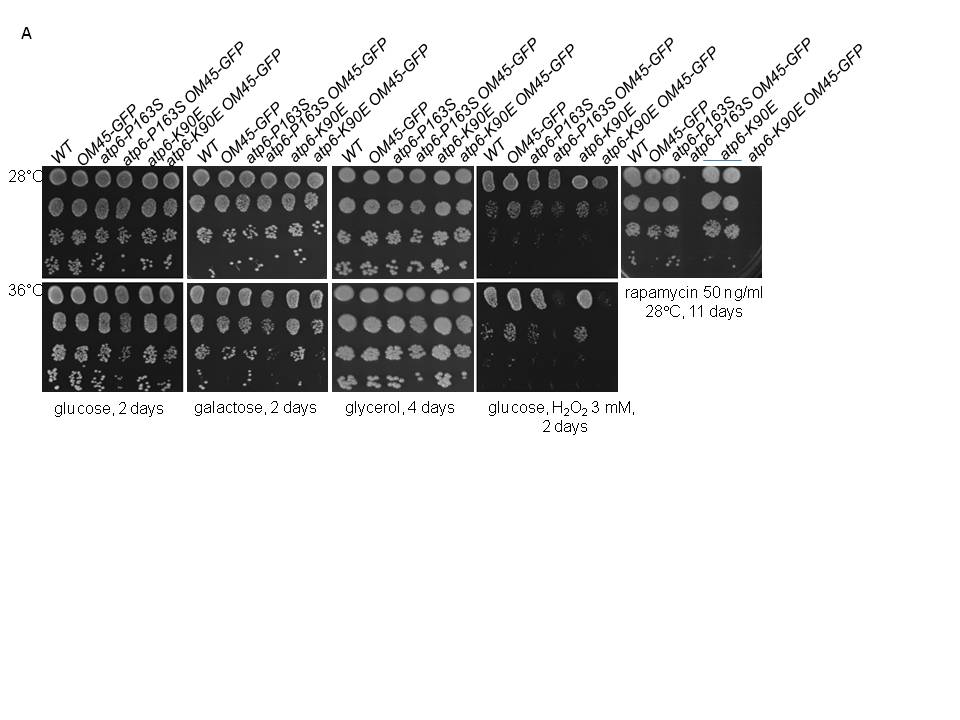 A
WT
OM45-GFP
atp6-P163S
atp6-P163S OM45-GFP
atp6-K90E
atp6-K90E OM45-GFP
WT
OM45-GFP
atp6-P163S
atp6-P163S OM45-GFP
atp6-K90E
atp6-K90E OM45-GFP
WT
OM45-GFP
atp6-P163S
atp6-P163S OM45-GFP
atp6-K90E
atp6-K90E OM45-GFP
WT
OM45-GFP
atp6-P163S
atp6-P163S OM45-GFP
atp6-K90E
atp6-K90E OM45-GFP
WT
OM45-GFP
atp6-P163S
atp6-P163S OM45-GFP
atp6-K90E
atp6-K90E OM45-GFP
28°C
36°C
rapamycin 50 ng/ml
28°C, 11 days
glucose, 2 days
galactose, 2 days
glycerol, 4 days
glucose, H₂O₂ 3 mM,
2 days